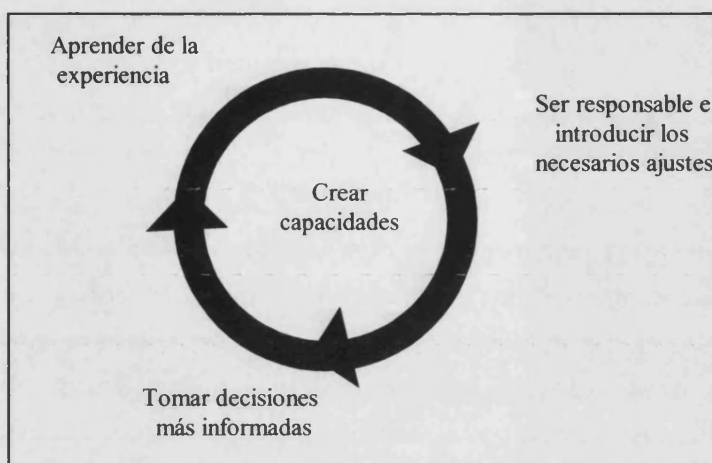 Aprender de la
experiencia
Ser responsable e
introducir los
necesarios ajustes
Crear
capacidades
Tomar decisiones
más informadas